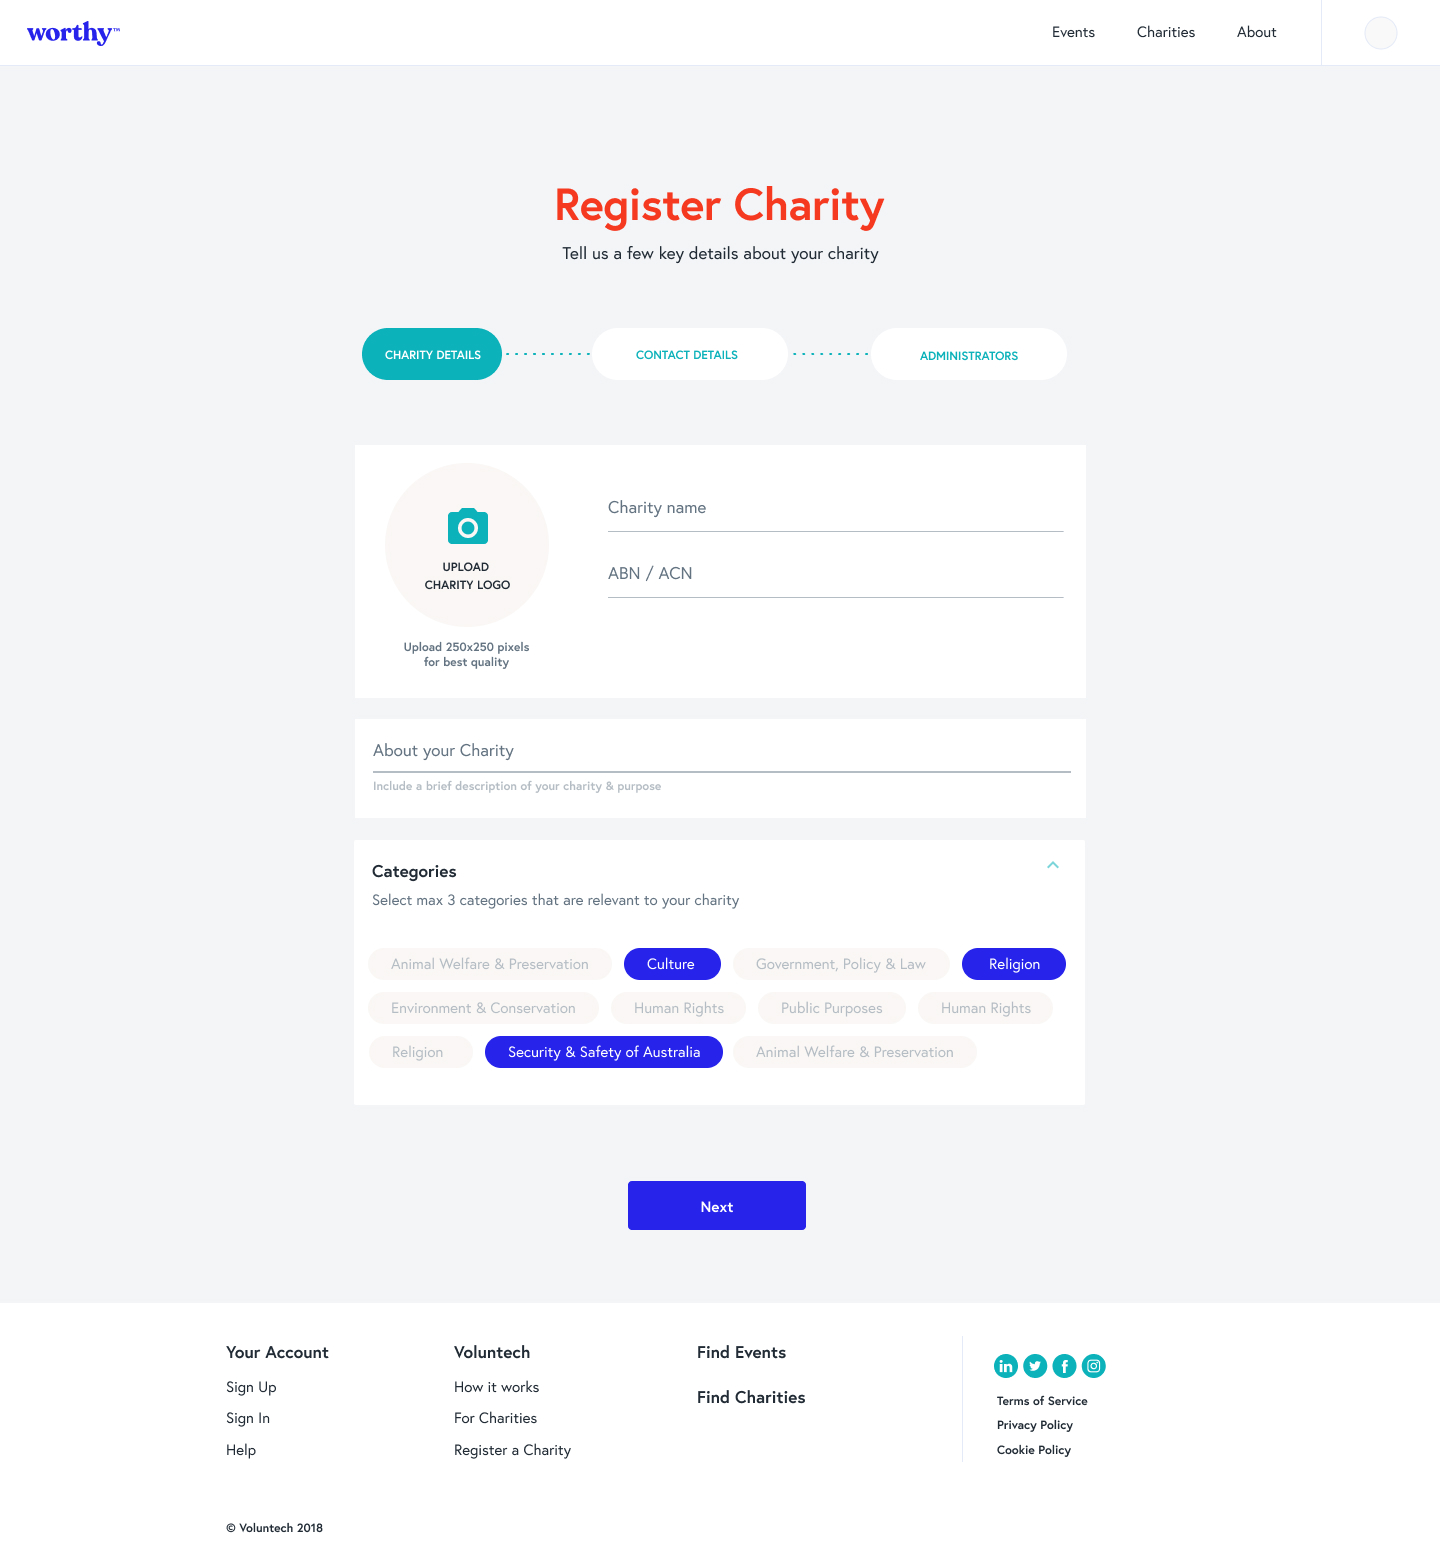 worthy™
Events Charities About
Register Charity
Tell us a few key details about your charity
CHARITY DETAILS CONTACT DETAILS ADMINISTRATORS
UPLOAD
CHARITY LOGO
Upload 250x250 pixels
for best quality
Charity name
ABN / ACN
About your Charity
Include a brief description of your charity & purpose
Categories
Select max 3 categories that are relevant to your charity
Animal Welfare & Preservation Culture Government, Policy & Law Religion
Environment & Conservation Human Rights Public Purposes Human Rights
Religion Security & Safety of Australia Animal Welfare & Preservation
Next
Your Account
Sign Up
Sign In
Help
Voluntech
How it works
For Charities
Register a Charity
Find Events
Find Charities
Terms of Service
Privacy Policy
Cookie Policy
© Voluntech 2018